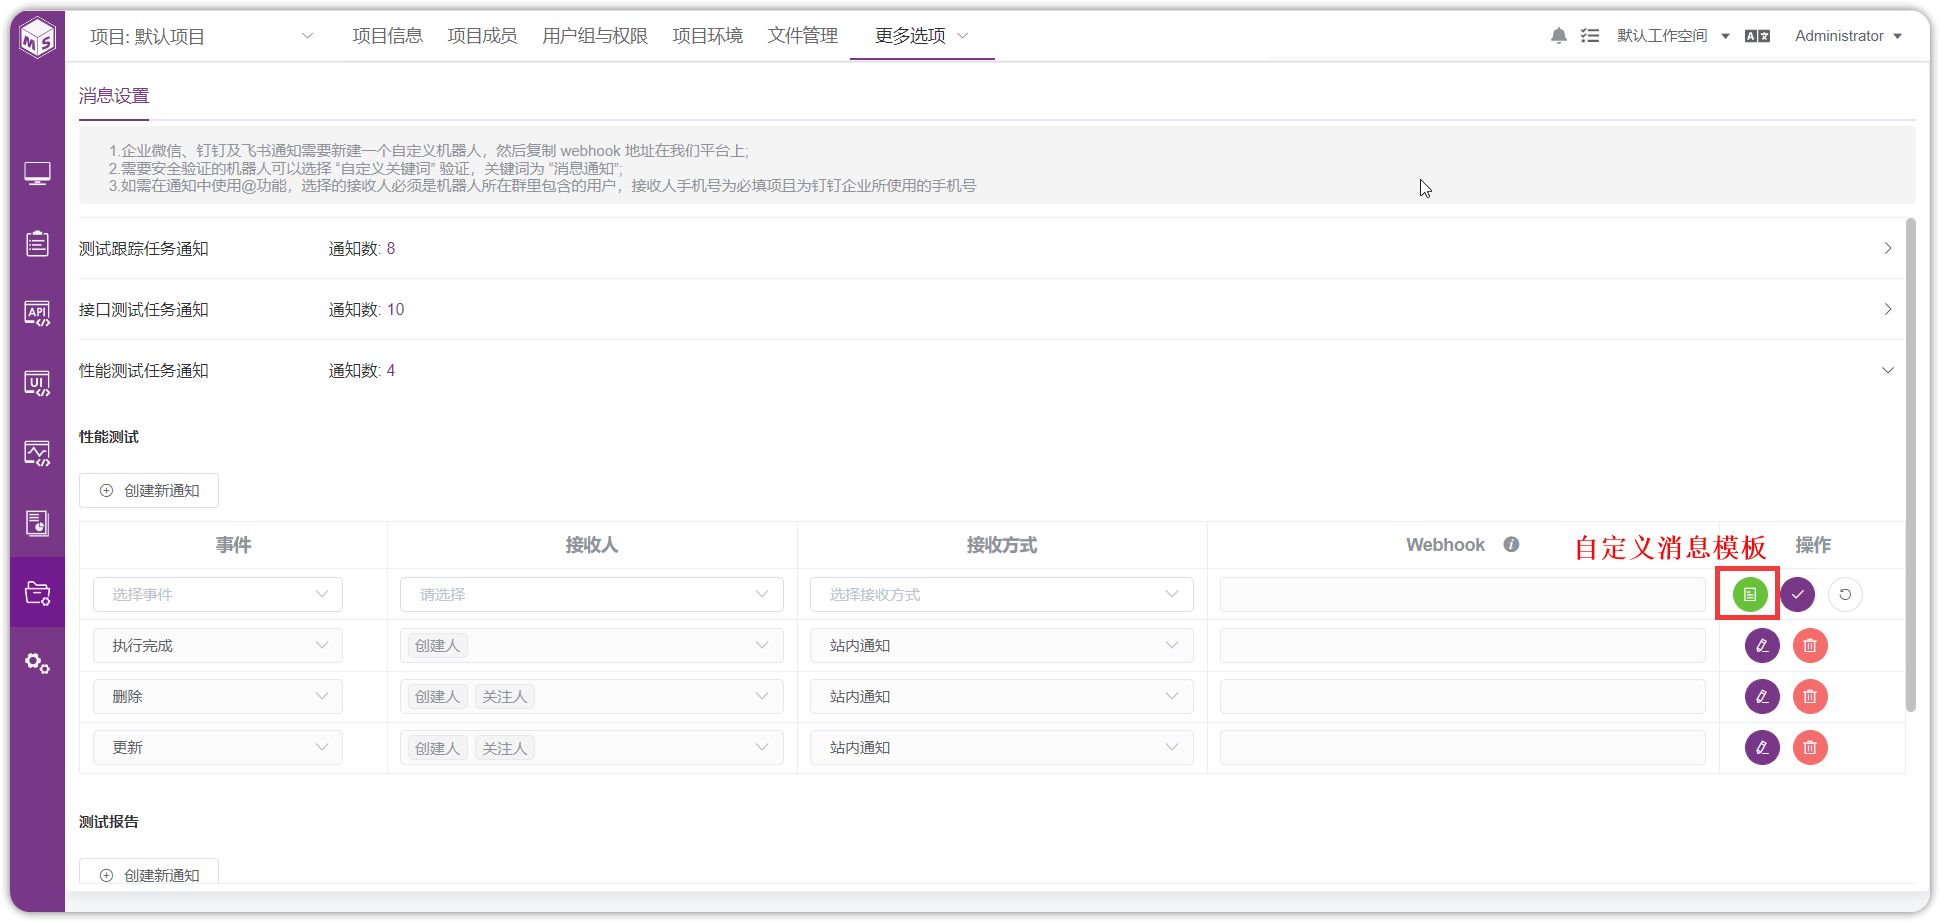 项目: 默认项目
项目信息
项目成员
用户组与权限
项目环境
文件管理
更多选项
默认工作空间
A
Administrator
MS
消息设置
1.企业微信、钉钉及飞书通知需要新建一个自定义机器人，然后复制 webhook 地址在我们平台上;
2.需要安全验证的机器人可以选择 “自定义关键词” 验证，关键词为 “消息通知”;
3.如需在通知中使用@功能，选择的接收人必须是机器人所在群里包含的用户，接收人手机号为必填项且为钉钉企业所使用的手机号
测试跟踪任务通知 通知数: 8
接口测试任务通知 通知数: 10
性能测试任务通知 通知数: 4
API
UI
性能测试
创建新通知
事件 接收人 接收方式 Webhook 自定义消息模板 操作
选择事件 请选择 选择接收方式
执行完成 创建人 站内通知
删除 创建人 关注人 站内通知
更新 创建人 关注人 站内通知
测试报告
创建新通知